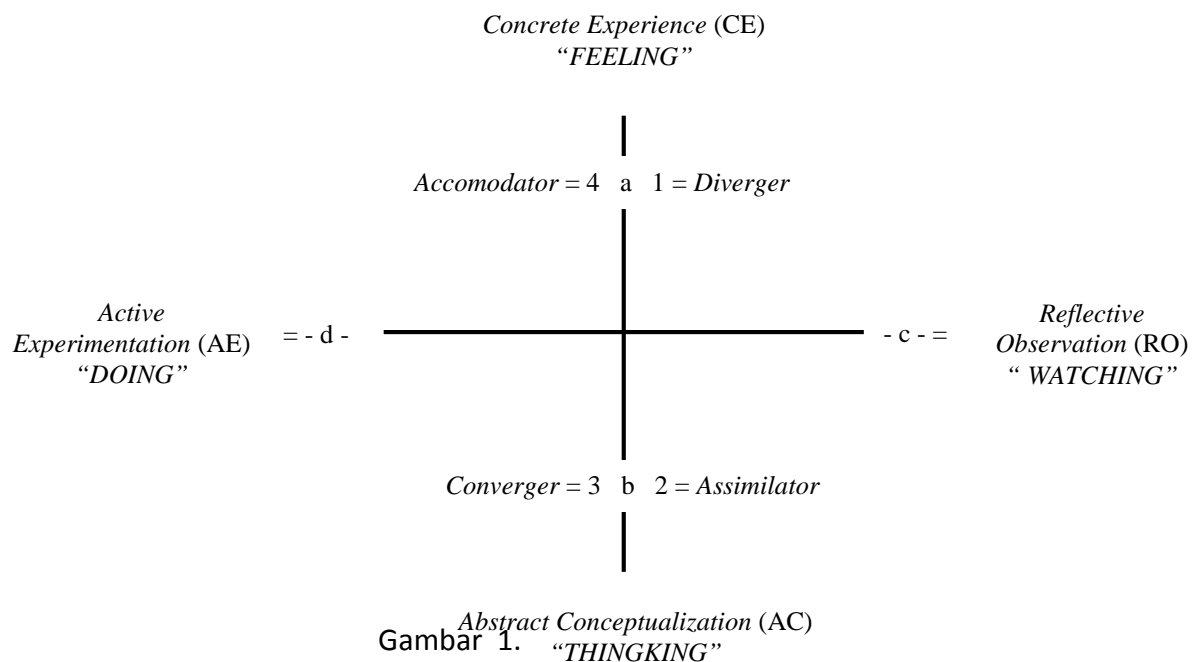 Concrete Experience (CE)
“FEELING”
Accomodator = 4 a 1 = Diverger
Active
Experimentation (AE)
“DOING”
= - d -
- c - =
Reflective
Observation (RO)
“ WATCHING”
Converger = 3 b 2 = Assimilator
Abstract Conceptualization (AC)
“THINGKING”
Gambar 1.